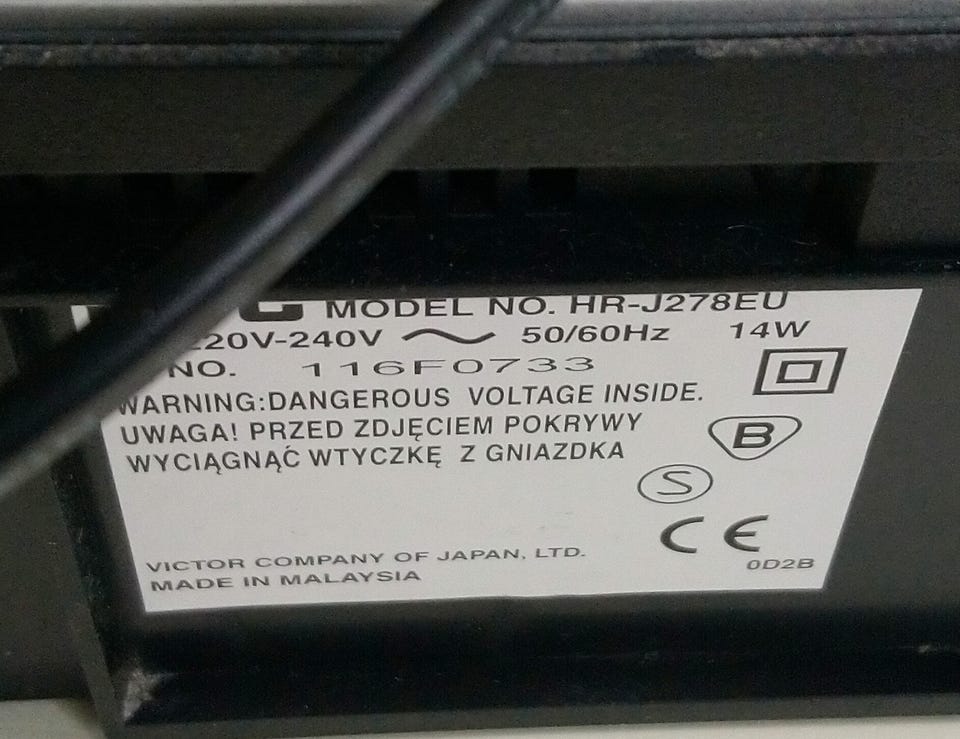 MODEL NO. HR-J278EU
220V-240V ~ 50/60Hz 14W
NO. 116F0733
WARNING:DANGEROUS VOLTAGE INSIDE.
UWAGA! PRZED ZDJĘCIEM POKRYWY
WYCIĄGNĄĆ WTYCZKĘ Z GNIAZDKA
B
S
CE
0D2B
VICTOR COMPANY OF JAPAN, LTD.
MADE IN MALAYSIA